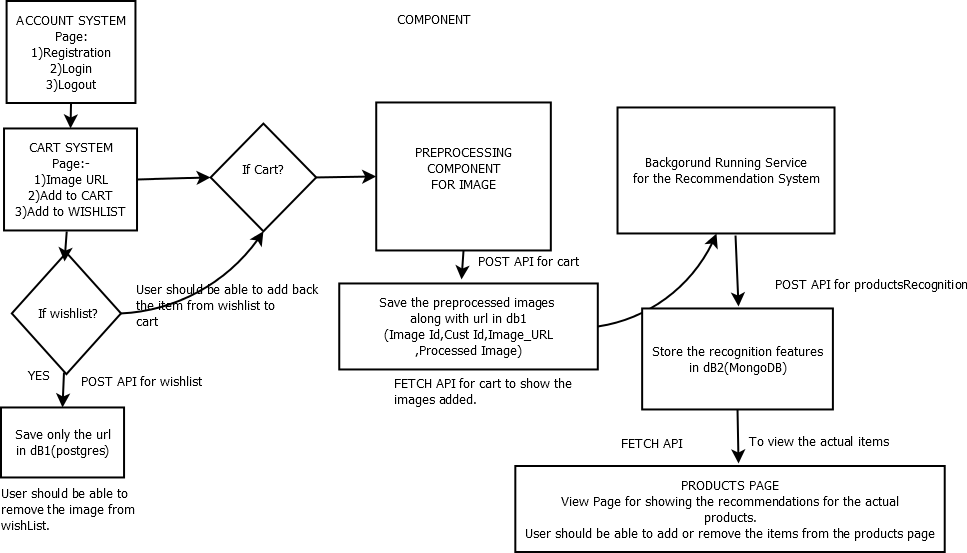 ACCOUNT SYSTEM
Page:
1)Registration
2)Login
3)Logout
COMPONENT
CART SYSTEM
Page:-
1)Image URL
2)Add to CART
3)Add to WISHLIST
If Cart?
PREPROCESSING
COMPONENT
FOR IMAGE
Backgorund Running Service
for the Recommendation System
If wishlist?
User should be able to add back
the item from wishlist to
cart
POST API for cart
POST API for productsRecognition
Save the preprocessed images
along with url in db1
(Image Id,Cust Id,Image_URL
,Processed Image)
Store the recognition features
in dB2(MongoDB)
YES
POST API for wishlist
FETCH API for cart to show the
images added.
Save only the url
in dB1(postgres)
FETCH API
To view the actual items
User should be able to
remove the image from
wishList.
PRODUCTS PAGE
View Page for showing the recommendations for the actual
products.
User should be able to add or remove the items from the products page